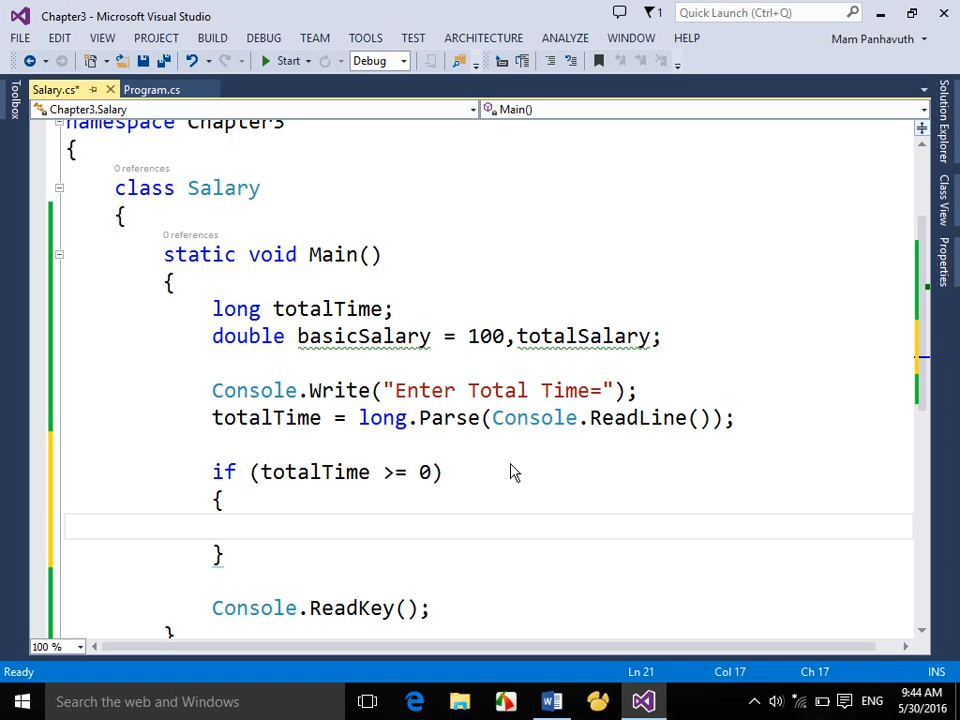 Chapter3 - Microsoft Visual Studio
1
Quick Launch (Ctrl+Q)
FILE EDIT VIEW PROJECT BUILD DEBUG TEAM TOOLS TEST ARCHITECTURE ANALYZE WINDOW HELP
Mam Panhavuth
Start
Debug
Salary.cs*
Program.cs
Chapter3.Salary
Main()
Toolbox
Solution Explorer
Class View
Properties
namespace Chapter3
{
0 references
class Salary
{
0 references
static void Main()
{
long totalTime;
double basicSalary = 100,totalSalary;
Console.Write("Enter Total Time=");
totalTime = long.Parse(Console.ReadLine());
if (totalTime >= 0)
{
}
Console.ReadKey();
}
100 %
Ready
Ln 21
Col 17
Ch 17
INS
Search the web and Windows
ENG
9:44 AM
5/30/2016